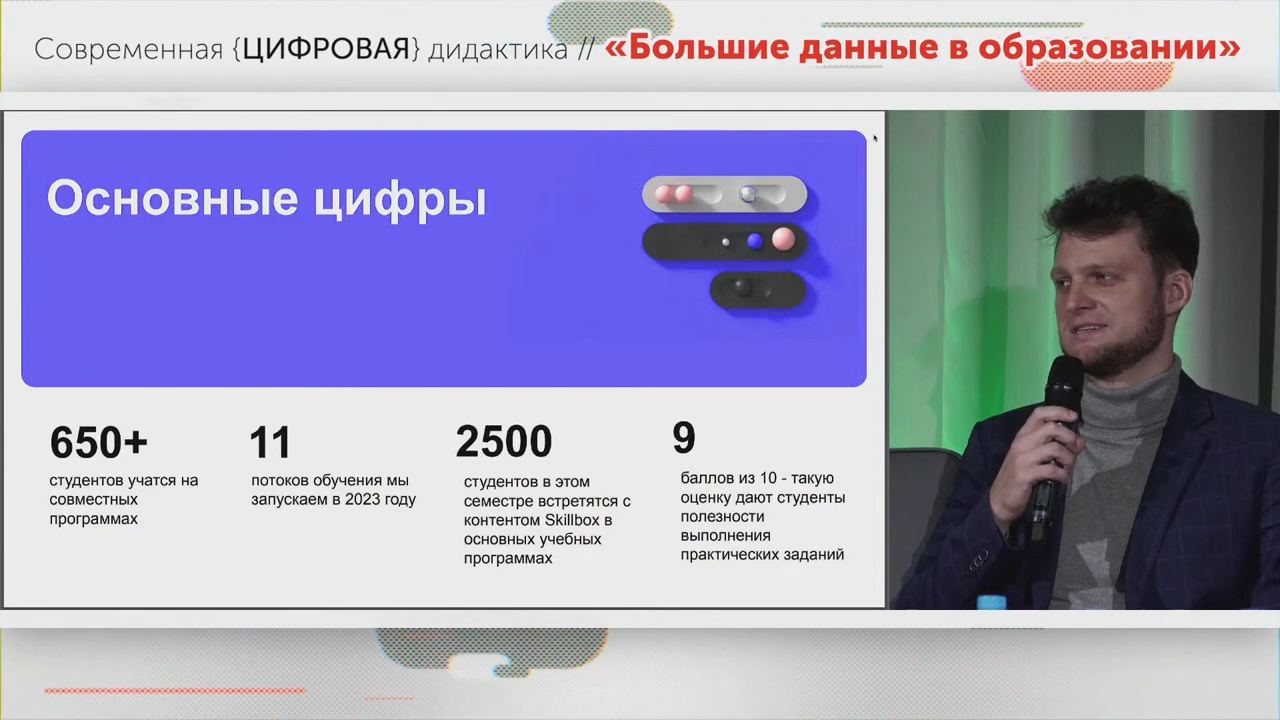 Современная {ЦИФРОВАЯ} дидактика // «Большие данные в образовании»
Основные цифры
650+
студентов учатся на
совместных
программах
11
потоков обучения мы
запускаем в 2023 году
2500
студентов в этом
семестре встретятся с
контентом Skillbox в
основных учебных
программах
9
баллов из 10 - такую
оценку дают студенты
полезности
выполнения
практических заданий